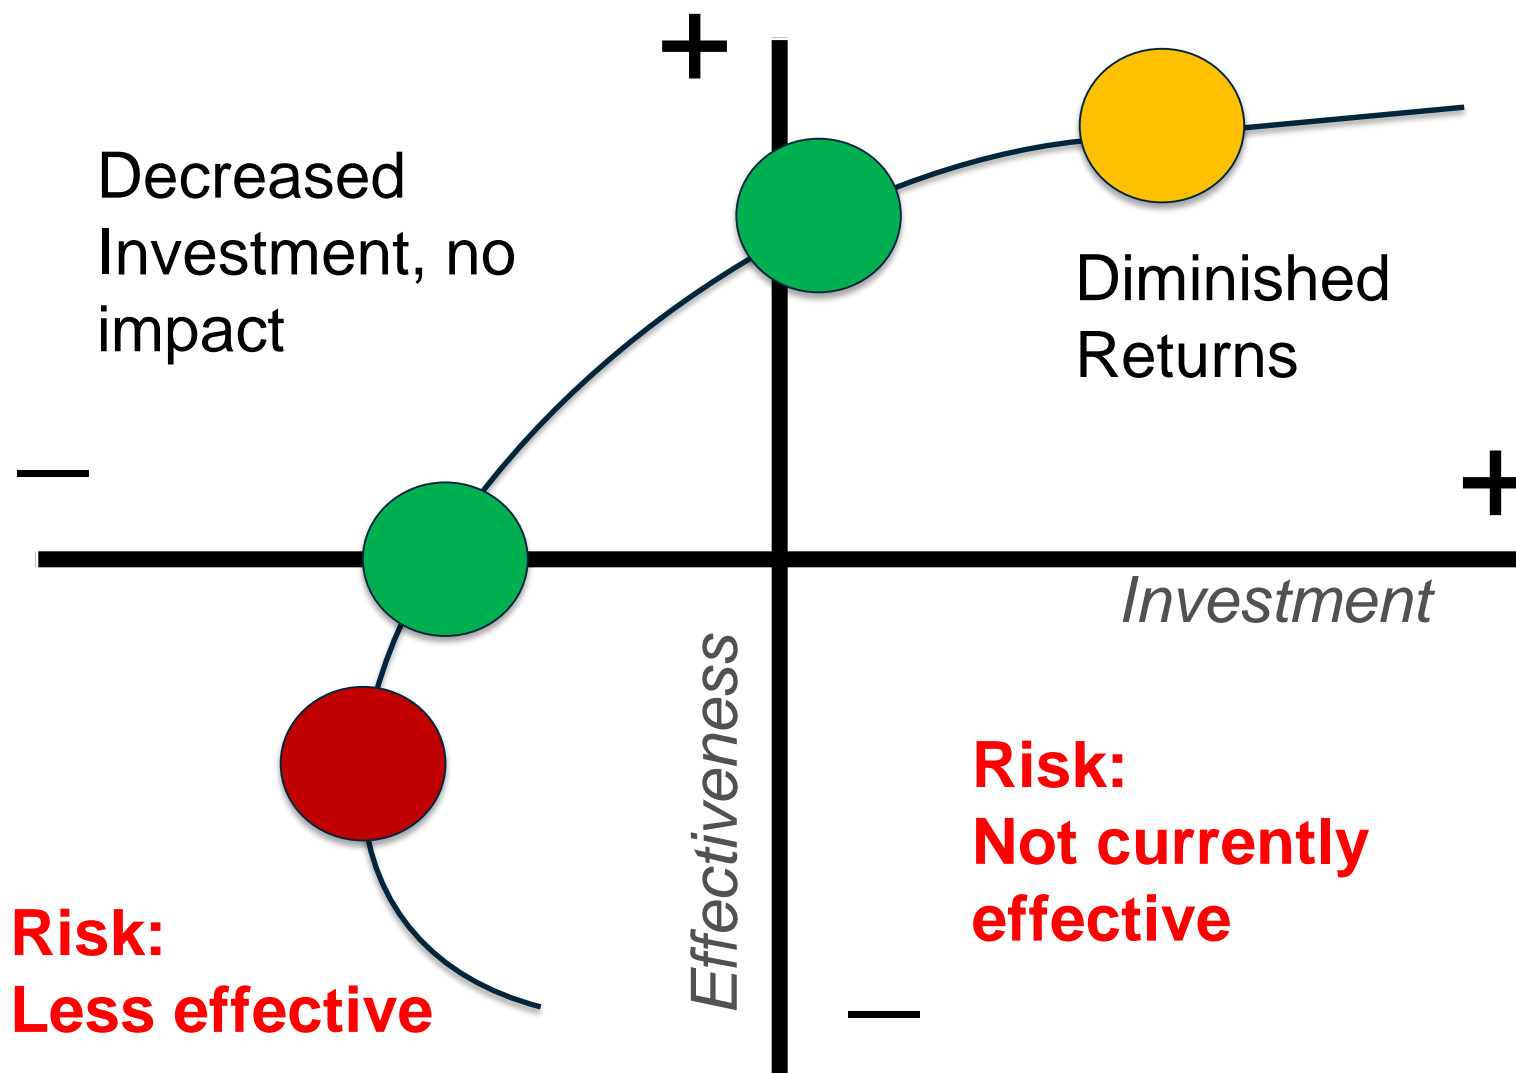 +
Decreased
Investment, no
impact
Diminished
Returns
—
+
Investment
Effectiveness
Risk:
Not currently
effective
Risk:
Less effective
—